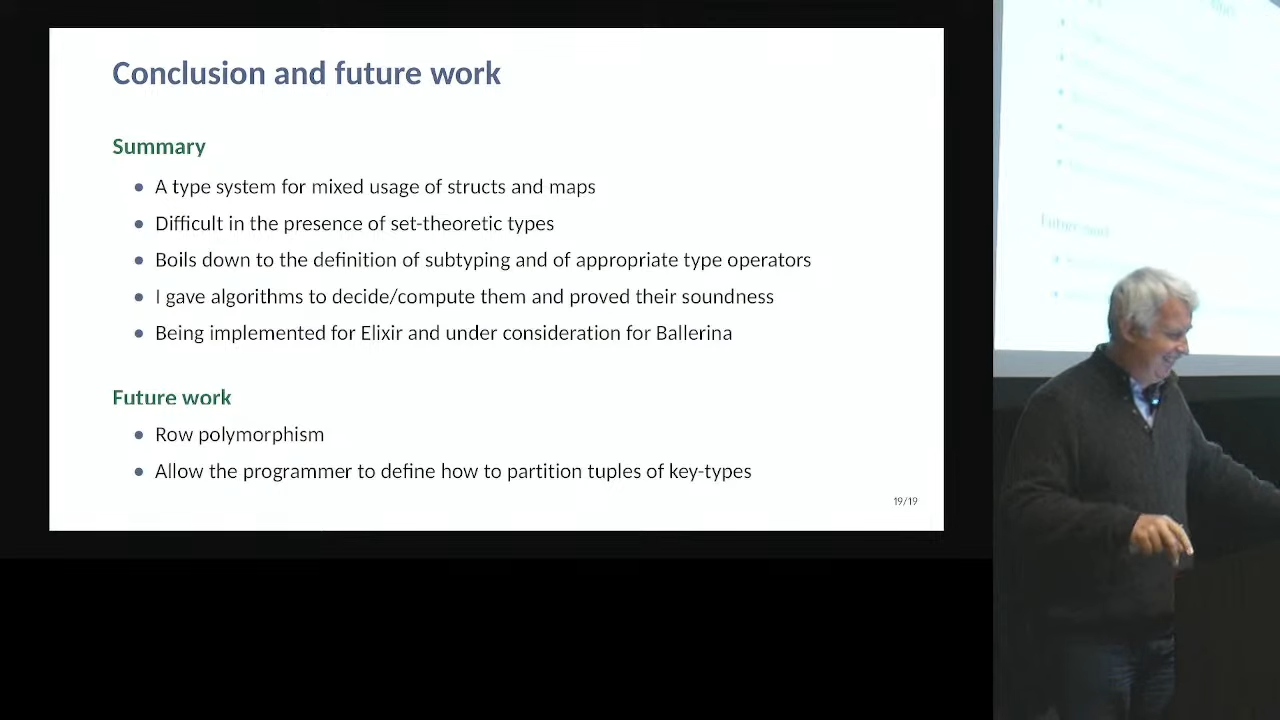 Conclusion and future work
Summary
• A type system for mixed usage of structs and maps
• Difficult in the presence of set-theoretic types
• Boils down to the definition of subtyping and of appropriate type operators
• I gave algorithms to decide/compute them and proved their soundness
• Being implemented for Elixir and under consideration for Ballerina
Future work
• Row polymorphism
• Allow the programmer to define how to partition tuples of key-types
19/19